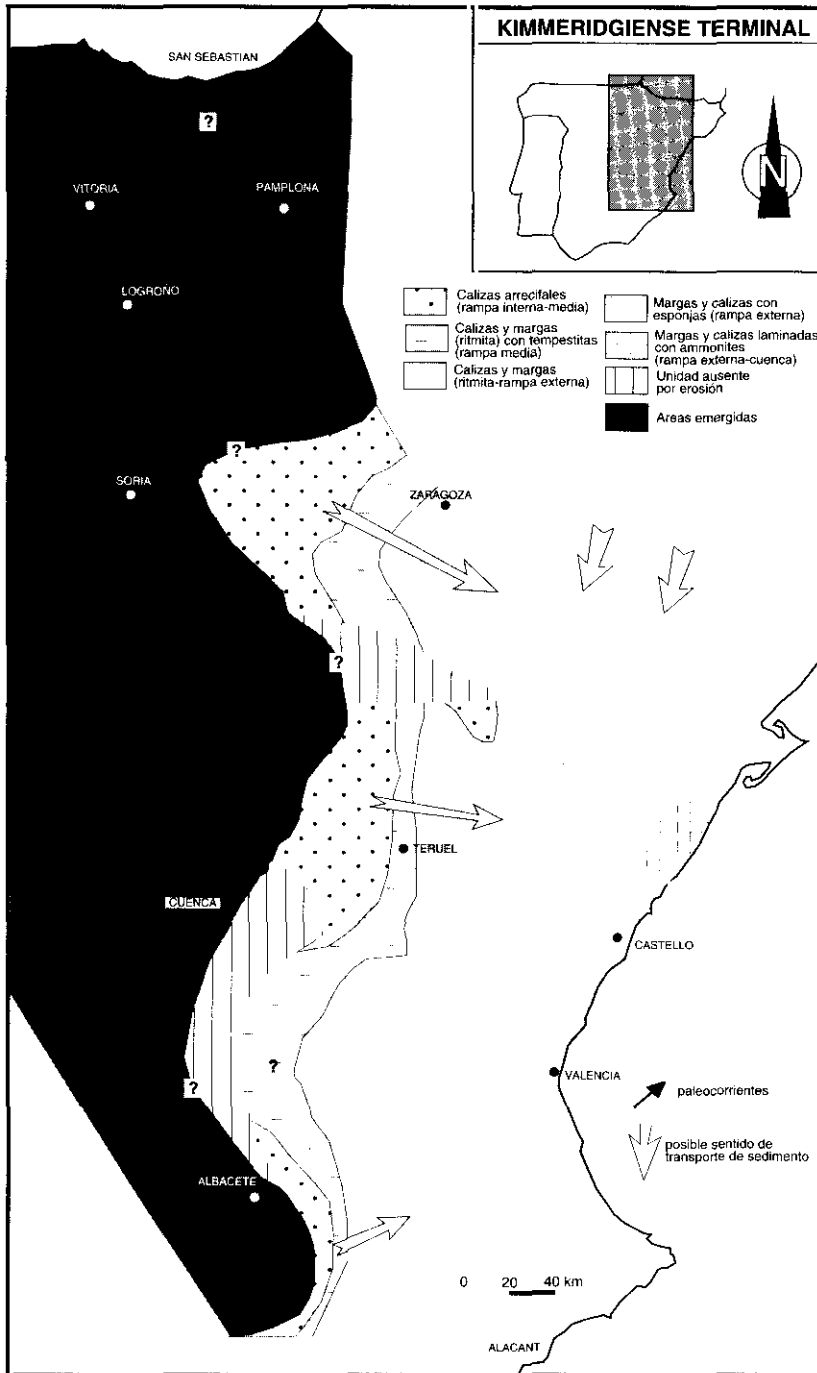 KIMMERIDGIENSE TERMINAL
SAN SEBASTIAN
?
VITORIA
PAMPLONA
N
LOGROÑO
Calizas arrecifales
(rampa interna-media)
Calizas y margas
(ritmita) con tempestitas
(rampa media)
Calizas y margas
(ritmita-rampa externa)
Margas y calizas con
esponjas (rampa externa)
Margas y calizas laminadas
con ammonites
(rampa externa-cuenca)
Unidad ausente
por erosión
Areas emergidas
?
SORIA
ZARAGOZA
?
TERUEL
CUENCA
CASTELLO
?
?
VALENCIA
paleocorrientes
posible sentido de
transporte de sedimento
ALBACETE
0 20 40 km
ALACANT